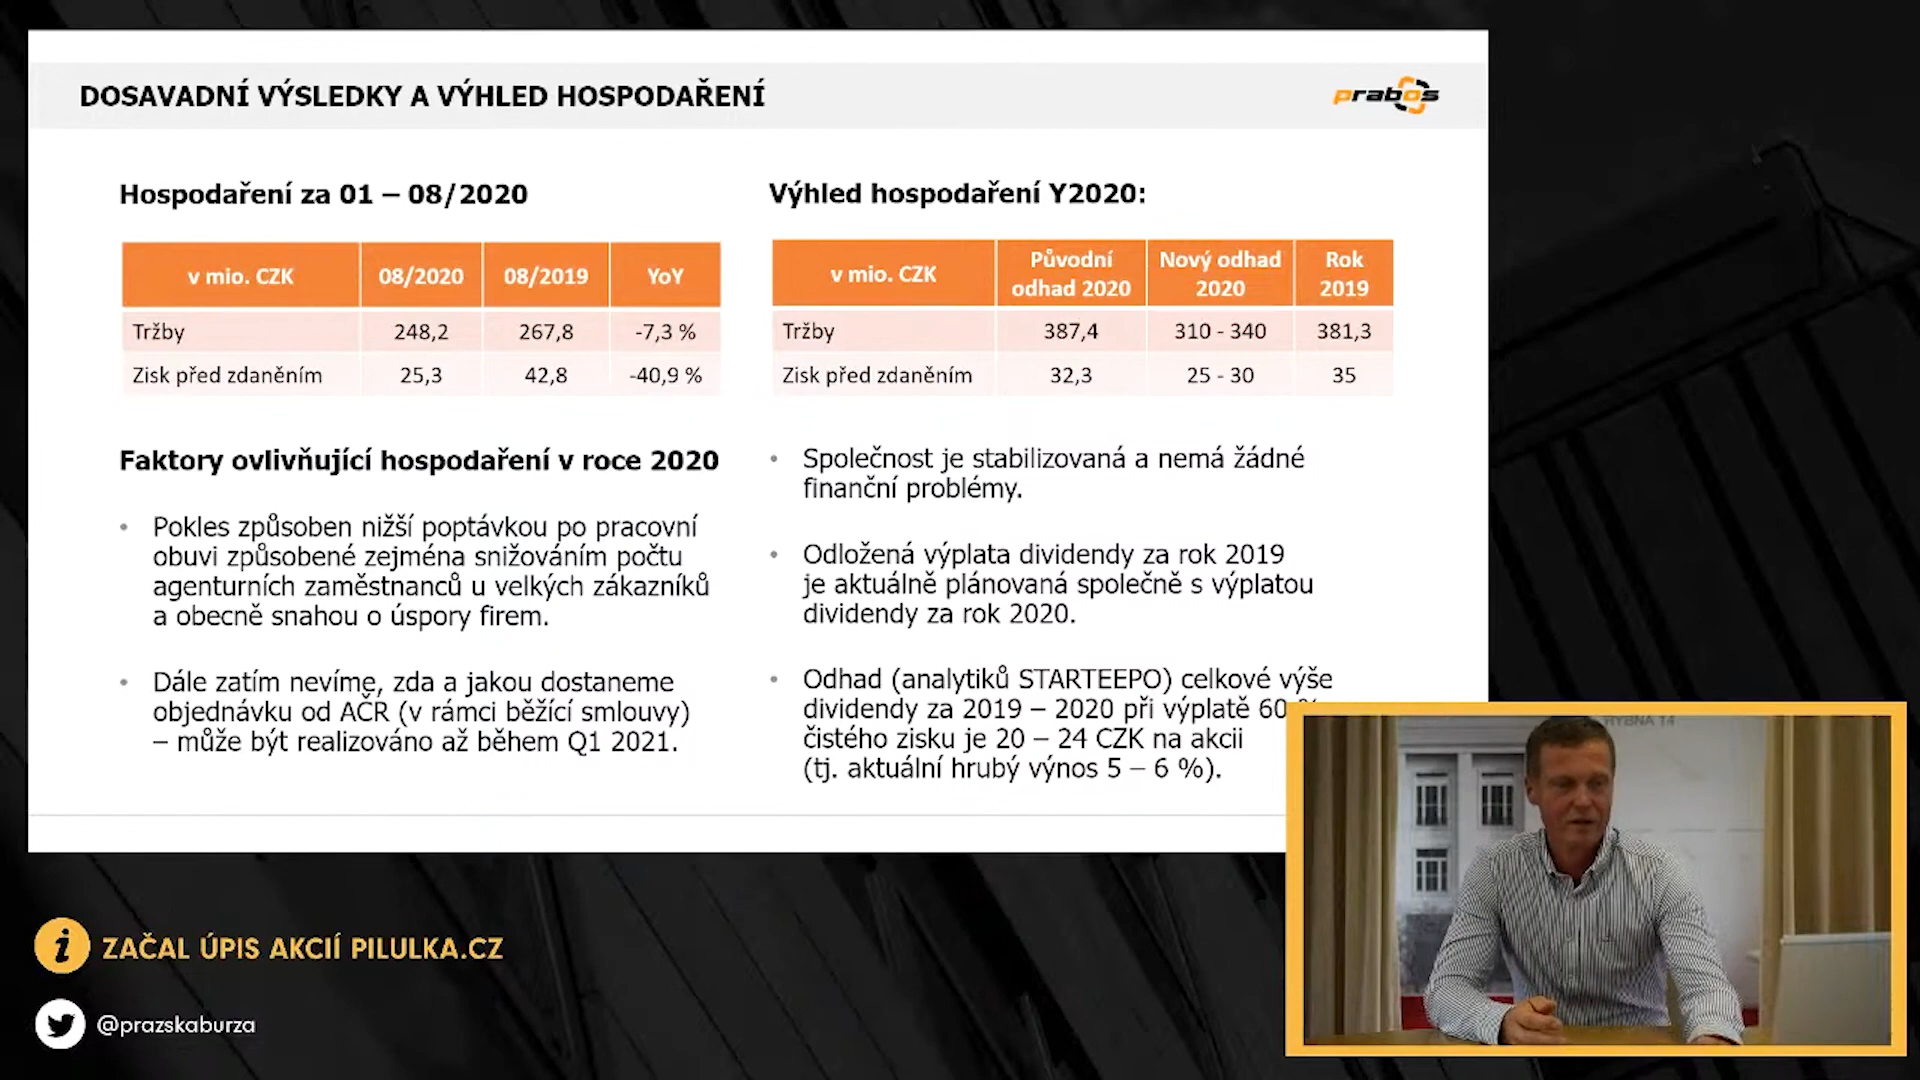 DOSAVADNÍ VÝSLEDKY A VÝHLED HOSPODAŘENÍ
prabos
Hospodaření za 01 – 08/2020
v mio. CZK 08/2020 08/2019 YoY
Tržby 248,2 267,8 -7,3 %
Zisk před zdaněním 25,3 42,8 -40,9 %
Faktory ovlivňující hospodaření v roce 2020
• Pokles způsoben nižší poptávkou po pracovní
obuvi způsobené zejména snižováním počtu
agenturních zaměstnanců u velkých zákazníků
a obecně snahou o úspory firem.
• Dále zatím nevíme, zda a jakou dostaneme
objednávku od AČR (v rámci běžící smlouvy)
– může být realizováno až během Q1 2021.
Výhled hospodaření Y2020:
v mio. CZK Původní odhad 2020 Nový odhad 2020 Rok 2019
Tržby 387,4 310 - 340 381,3
Zisk před zdaněním 32,3 25 - 30 35
• Společnost je stabilizovaná a nemá žádné
finanční problémy.
• Odložená výplata dividendy za rok 2019
je aktuálně plánovaná společně s výplatou
dividendy za rok 2020.
• Odhad (analytiků STARTEEPO) celkové výše
dividendy za 2019 – 2020 při výplatě 60 %
čistého zisku je 20 – 24 CZK na akcii
(tj. aktuální hrubý výnos 5 – 6 %).
RYBNÁ 14
i ZAČAL ÚPIS AKCIÍ PILULKA.CZ
@prazskaburza